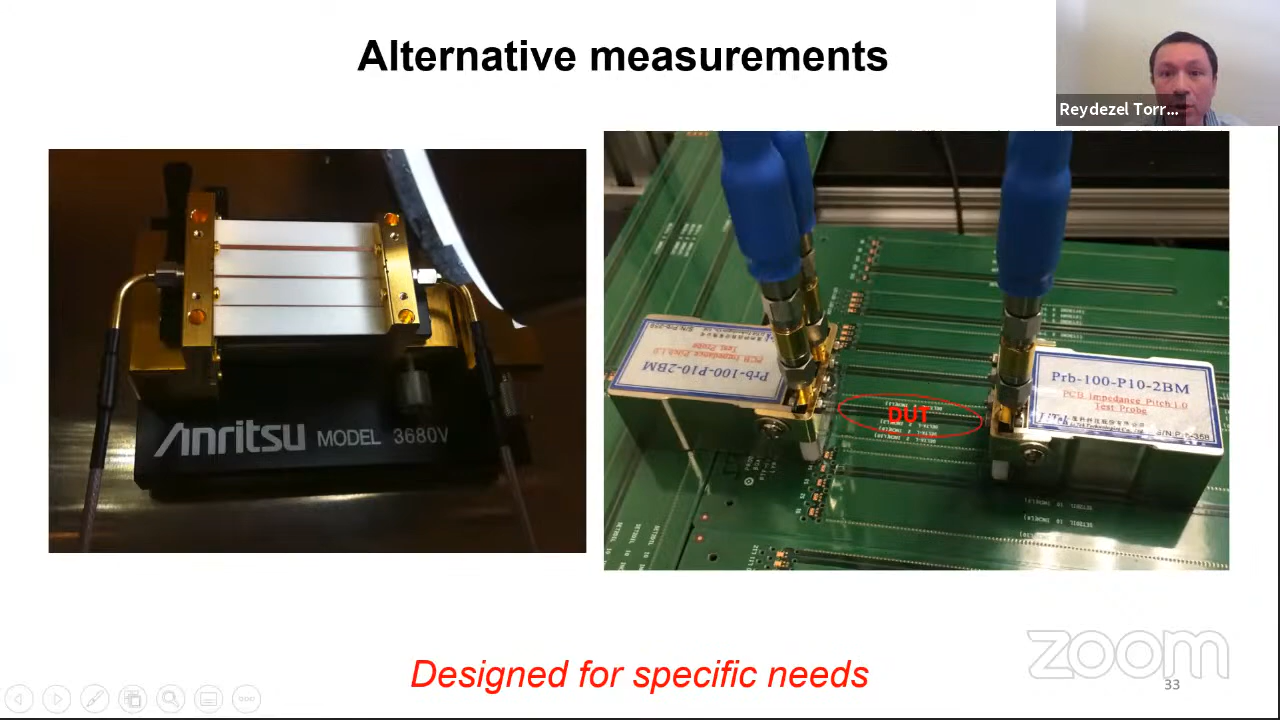 Alternative measurements
Reydezel Torr...
Anritsu MODEL 3680V
Prb-100-P10-2BM
PCB Impedance Pitch 1.0
Test Probe
Prb-100-P10-2BM
PCB Impedance Pitch 1.0
Test Probe
DUT
Designed for specific needs
zoom
33